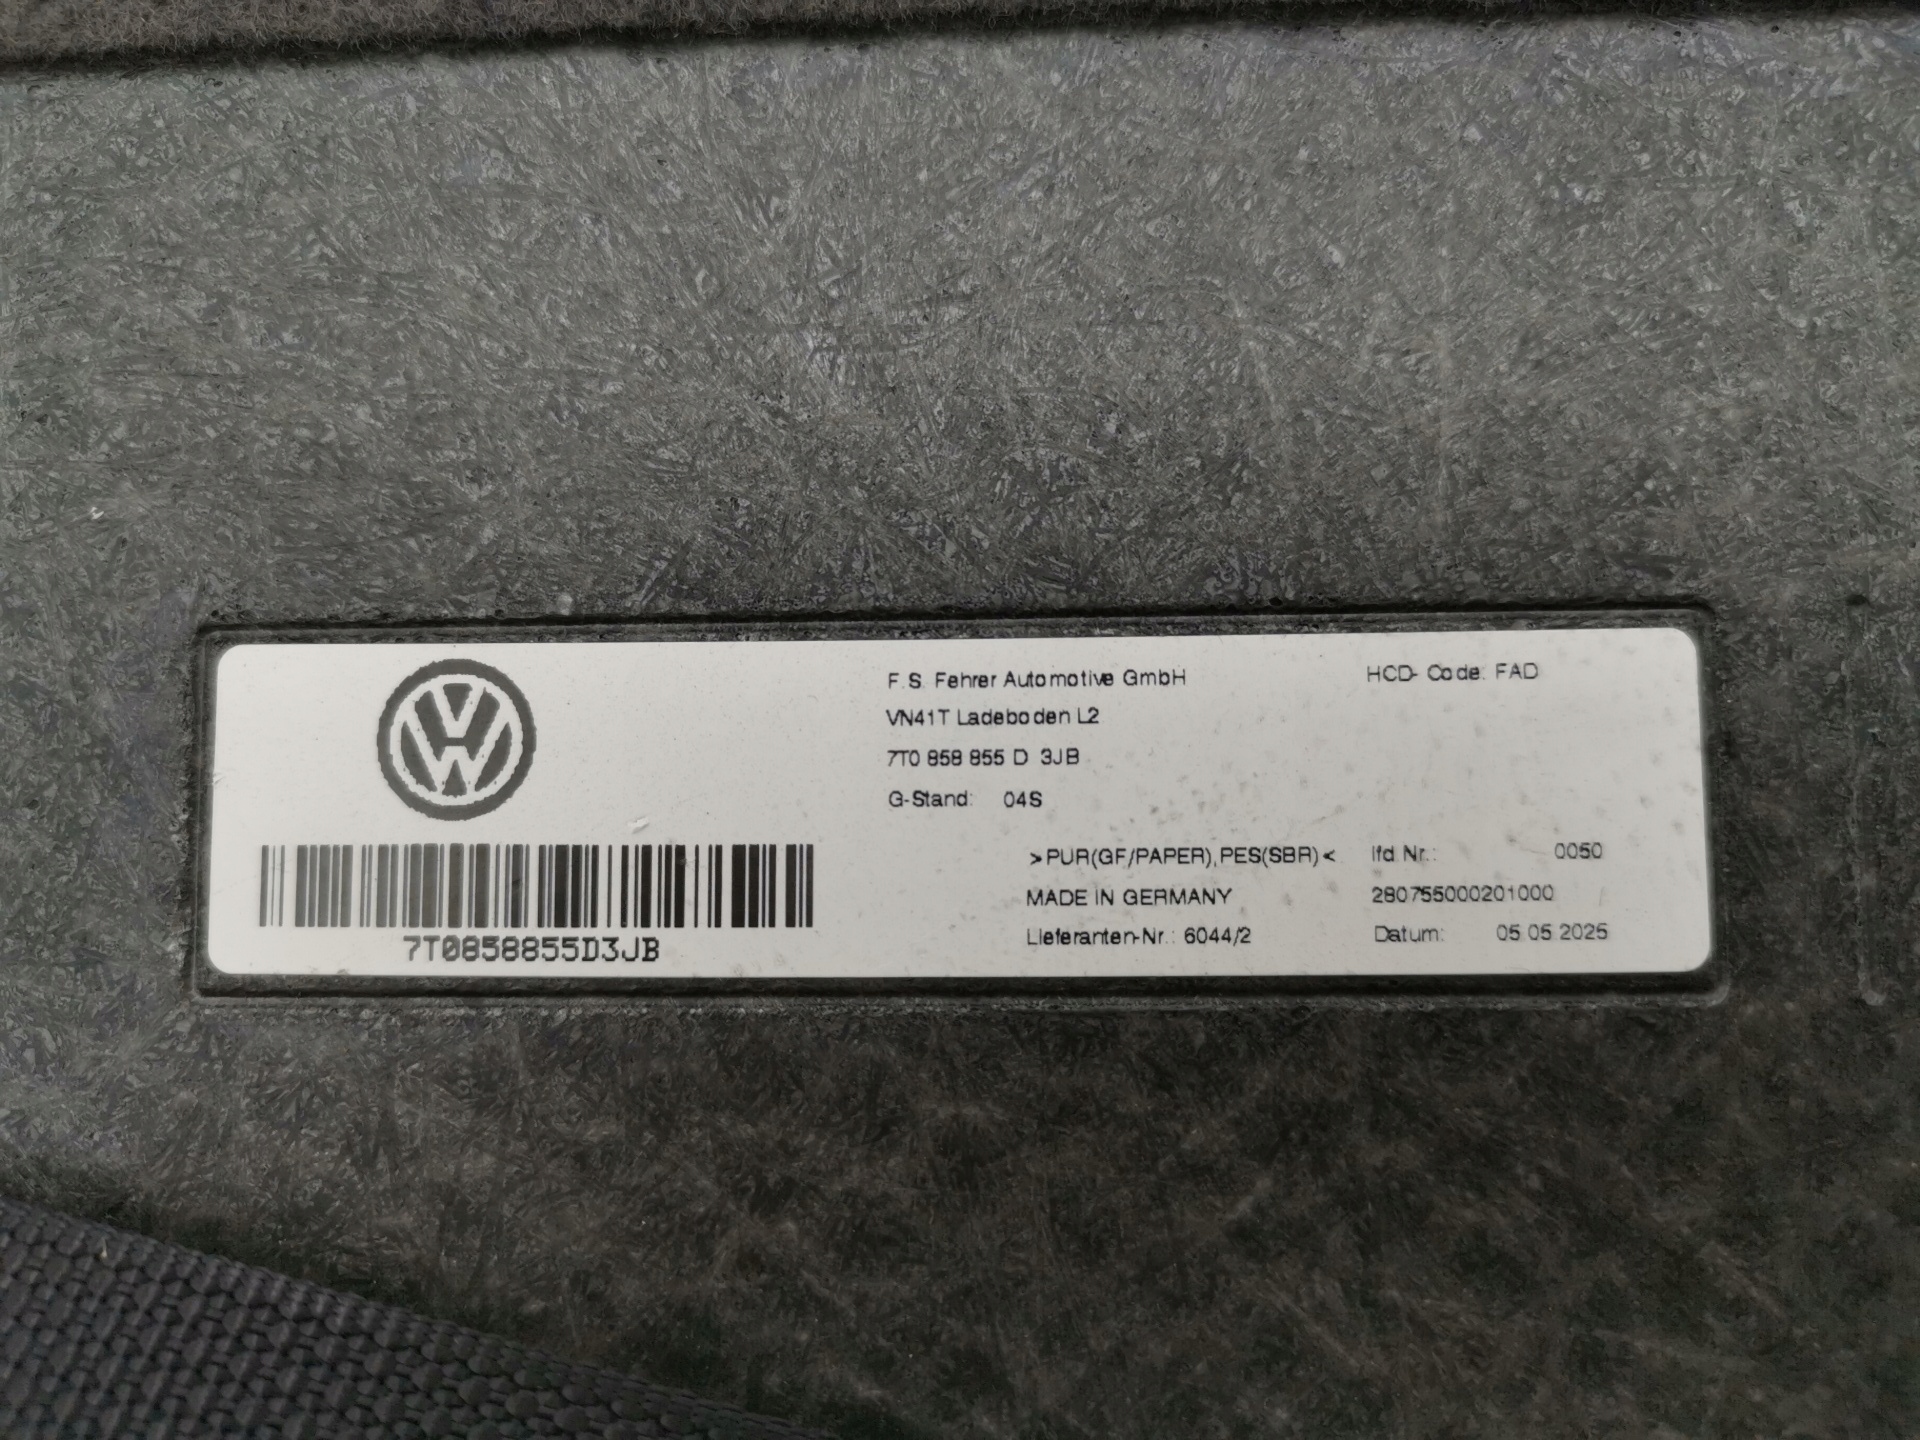 F.S. Fehrer Automotive GmbH
HCD- Code: FAD
VN41T Ladeboden L2
7T0 858 855 D 3JB
G-Stand: 04S
>PUR(GF/PAPER),PES(SBR)<
lfd Nr.: 0050
MADE IN GERMANY
280755000201000
Lieferanten-Nr.: 6044/2
Datum: 05.05.2025
7T0858855D3JB